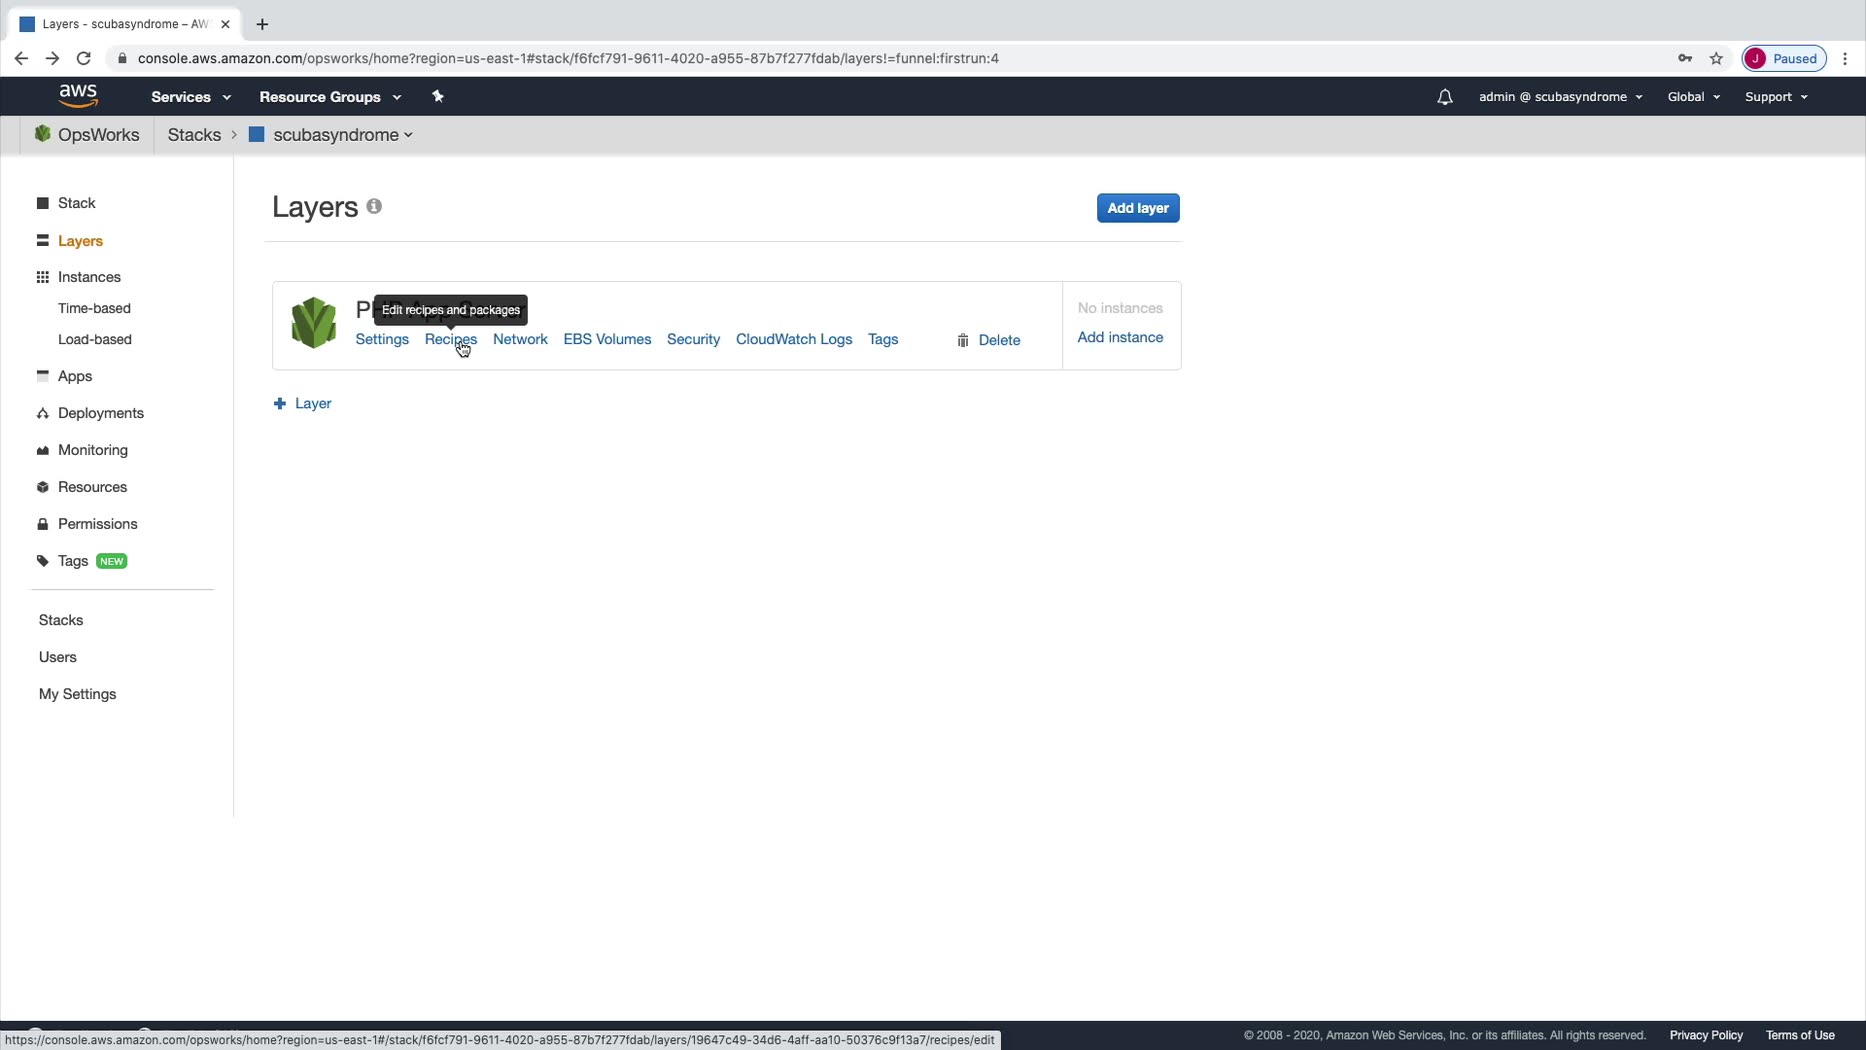 Layers - scubasyndrome – AW
console.aws.amazon.com/opsworks/home?region=us-east-1#stack/f6fcf791-9611-4020-a955-87b7f277fdab/layers!=funnel:firstrun:4
J Paused
aws Services Resource Groups admin @ scubasyndrome Global Support
OpsWorks Stacks scubasyndrome
Stack
Layers
Instances
Time-based
Load-based
Apps
Deployments
Monitoring
Resources
Permissions
Tags NEW
Stacks
Users
My Settings
Layers
Add layer
Edit recipes and packages
Settings Recipes Network EBS Volumes Security CloudWatch Logs Tags Delete
No instances
Add instance
Layer
https://console.aws.amazon.com/opsworks/home?region=us-east-1#/stack/f6fcf791-9611-4020-a955-87b7f277fdab/layers/19647c49-34d6-4aff-aa10-50376c9f13a7/recipes/edit
© 2008 - 2020, Amazon Web Services, Inc. or its affiliates. All rights reserved. Privacy Policy Terms of Use